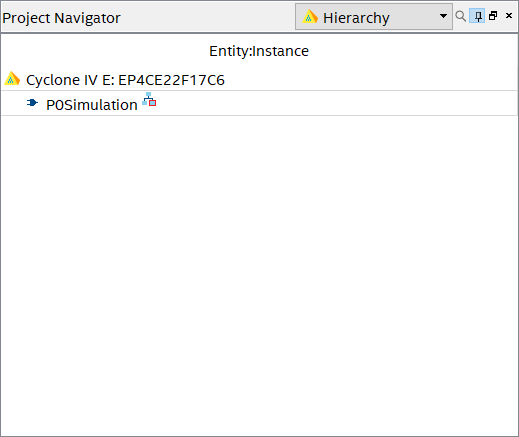 Project Navigator
Hierarchy
Entity:Instance
Cyclone IV E: EP4CE22F17C6
P0Simulation